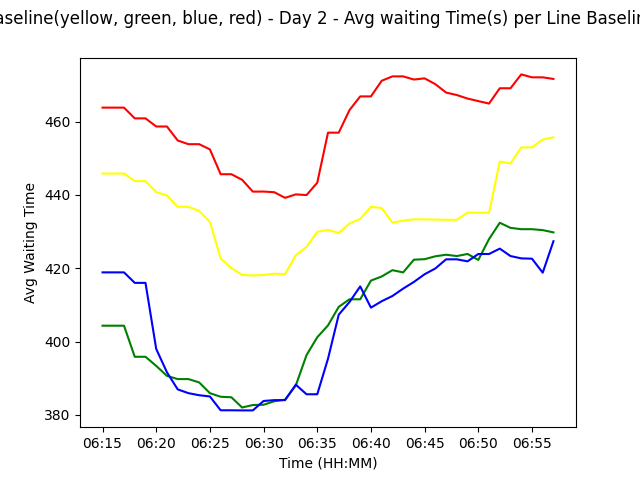 aseline(yellow, green, blue, red) - Day 2 - Avg waiting Time(s) per Line Baselin
460
440
420
400
380
Avg Waiting Time
06:15 06:20 06:25 06:30 06:35 06:40 06:45 06:50 06:55
Time (HH:MM)